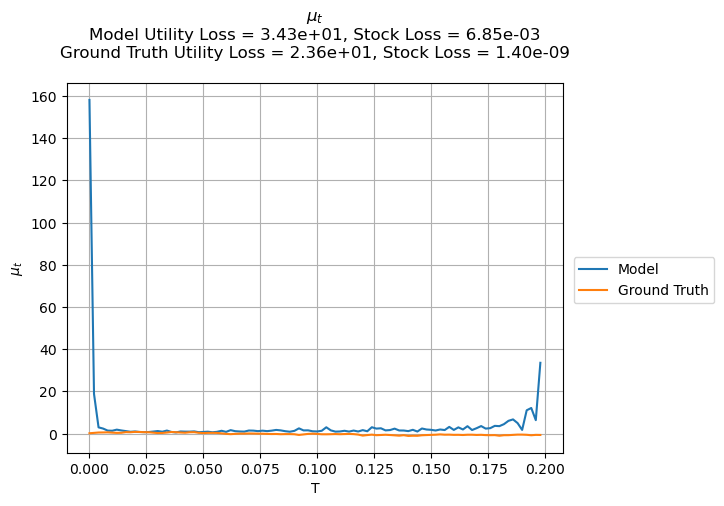 μt
Model Utility Loss = 3.43e+01, Stock Loss = 6.85e-03
Ground Truth Utility Loss = 2.36e+01, Stock Loss = 1.40e-09
160
140
120
100
80
60
40
20
0
μt
0.000 0.025 0.050 0.075 0.100 0.125 0.150 0.175 0.200
T
Model
Ground Truth